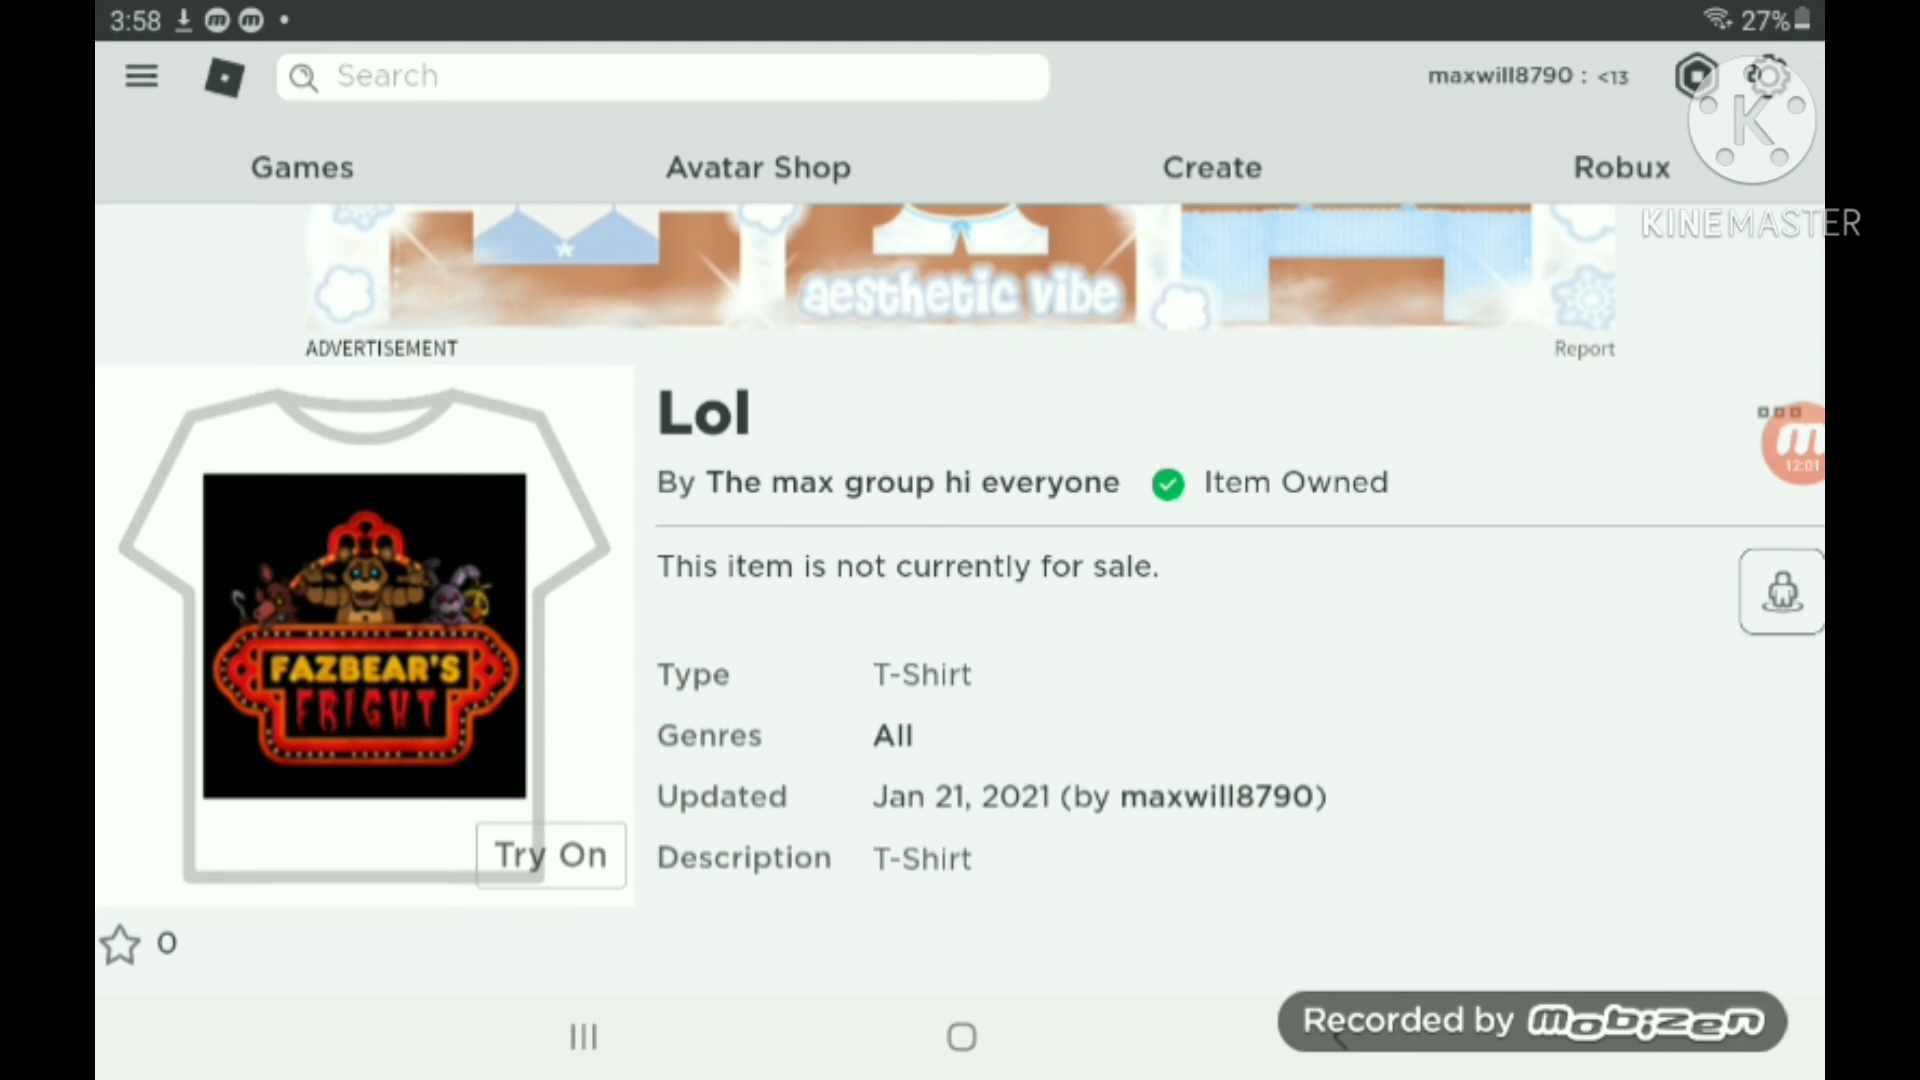 3:58
27%
Search
maxwill8790 : <13
K
Games Avatar Shop Create Robux
KINEMASTER
aesthetic vibe
ADVERTISEMENT Report
Lol
By The max group hi everyone Item Owned
m
12:01
This item is not currently for sale.
FAZBEAR'S
FRIGHT
Type T-Shirt
Genres All
Updated Jan 21, 2021 (by maxwill8790)
Try On
Description T-Shirt
0
Recorded by mobizen